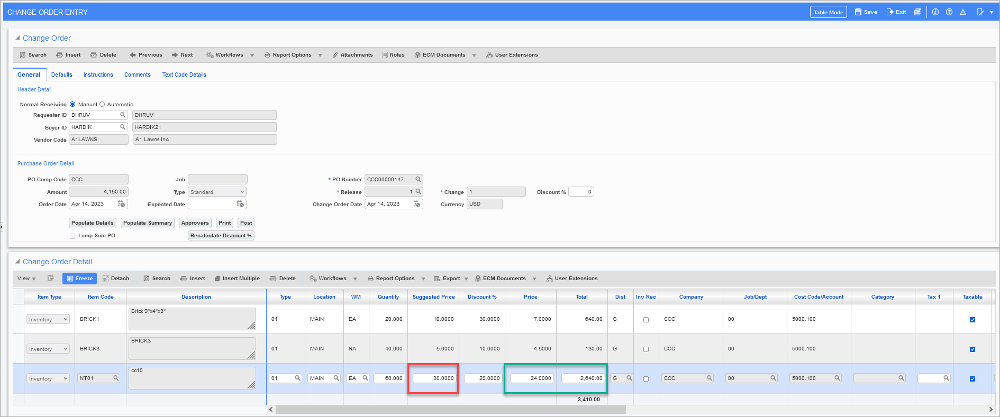 CHANGE ORDER ENTRY
Table Mode Save Exit
Change Order
Search Insert Delete Previous Next Workflows Report Options Attachments Notes ECM Documents User Extensions
General Defaults Instructions Comments Text Code Details
Header Detail
Normal Receiving Manual Automatic
Requester ID DHRUV DHRUV
Buyer ID HARDIK HARDIK21
Vendor Code A1LAWNS A1 Lawns Inc.
Purchase Order Detail
PO Comp Code CCC Job * PO Number CCC00000147
Amount 4,150.00 Type Standard * Release 1 * Change 1 Discount % 0
Order Date Apr 14, 2023 Expected Date Change Order Date Apr 14, 2023 Currency USD
Populate Details Populate Summary Approvers Print Post
Lump Sum PO Recalculate Discount %
Change Order Detail
View Freeze Detach Search Insert Insert Multiple Delete Workflows Report Options Export ECM Documents User Extensions
Item Type Item Code Description Type Location WM Quantity Suggested Price Discount % Price Total Dist Inv Rec Company Job/Dept Cost Code/Account Category Tax 1 Taxable
Inventory BRICK1 Brick 9"x4"x3" 01 MAIN EA 20.000 10.0000 30.0000 7.0000 640.00 G CCC 00 5000.100
Inventory BRICK3 BRICK3 01 MAIN NA 40.000 5.0000 10.0000 4.5000 130.00 G CCC 00 5000.100
Inventory NT01 cc10 01 MAIN EA 60.000 30.0000 20.0000 24.0000 2,640.00 G CCC 00 5000.100
3,410.00